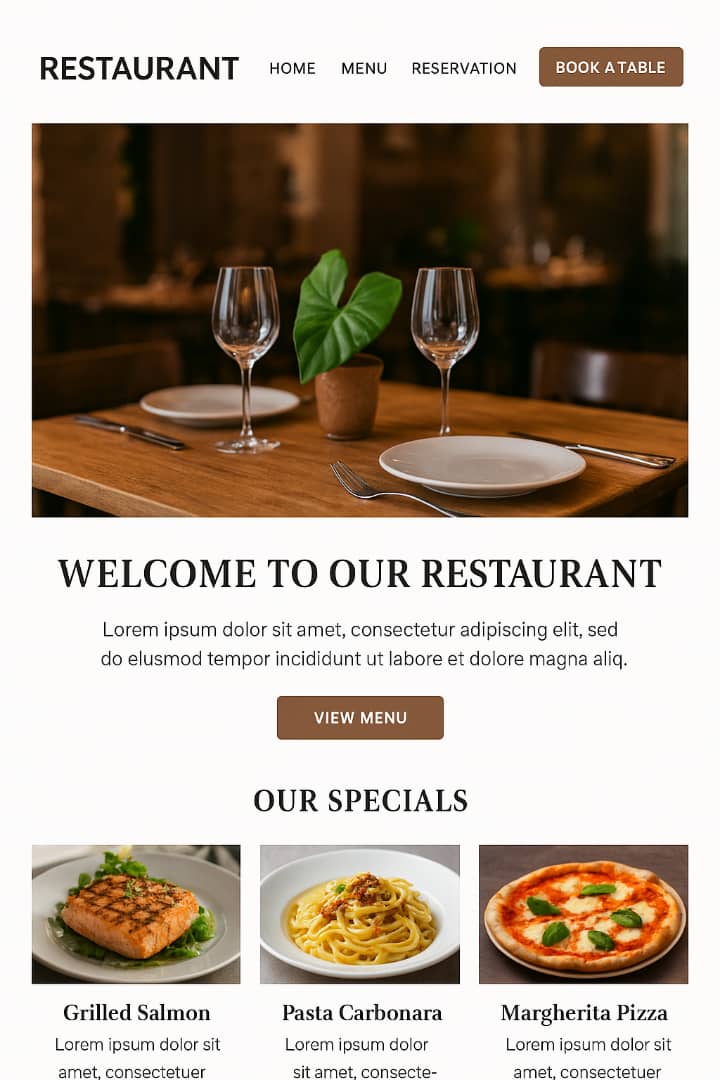 RESTAURANT HOME MENU RESERVATION BOOK A TABLE
WELCOME TO OUR RESTAURANT
Lorem ipsum dolor sit amet, consectetur adipiscing elit, sed
do elusmod tempor incididunt ut labore et dolore magna aliq.
VIEW MENU
OUR SPECIALS
Grilled Salmon
Lorem ipsum dolor sit
amet, consectetuer
Pasta Carbonara
Lorem ipsum dolor
sit amet, consecte-
Margherita Pizza
Lorem ipsum dolor sit
amet, consectetuer